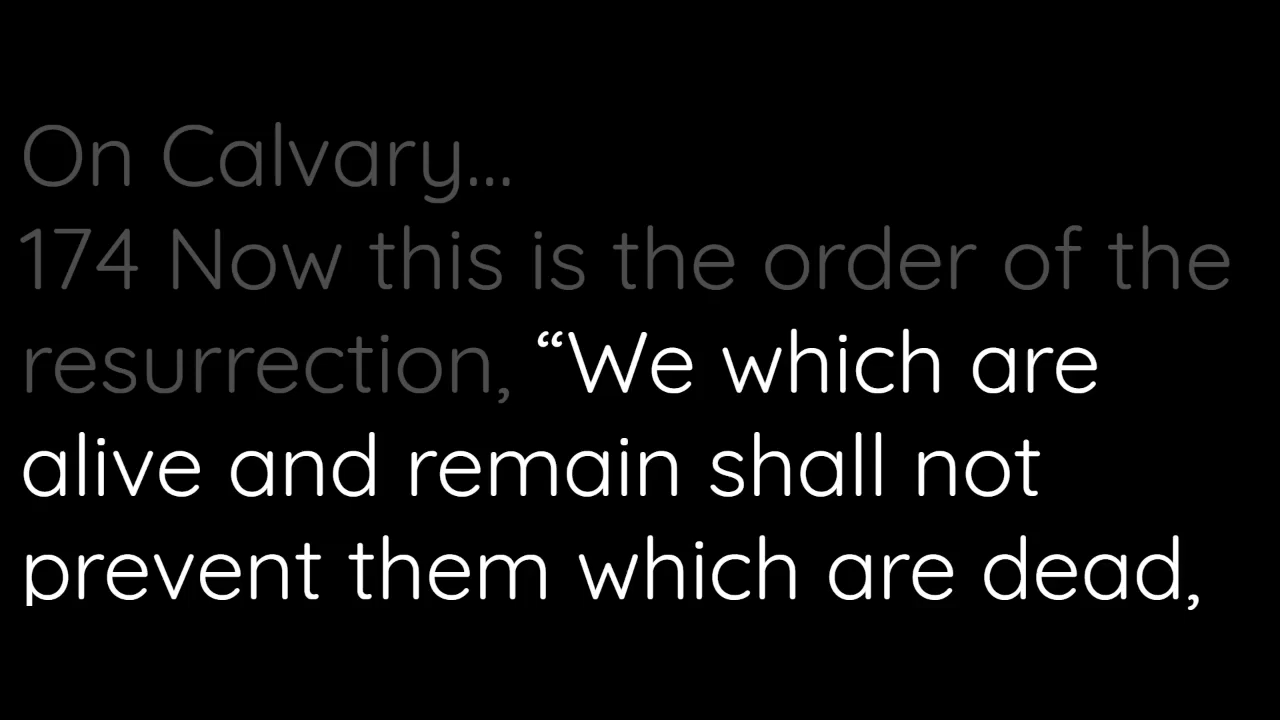 On Calvary...
174 Now this is the order of the
resurrection, “We which are
alive and remain shall not
prevent them which are dead,